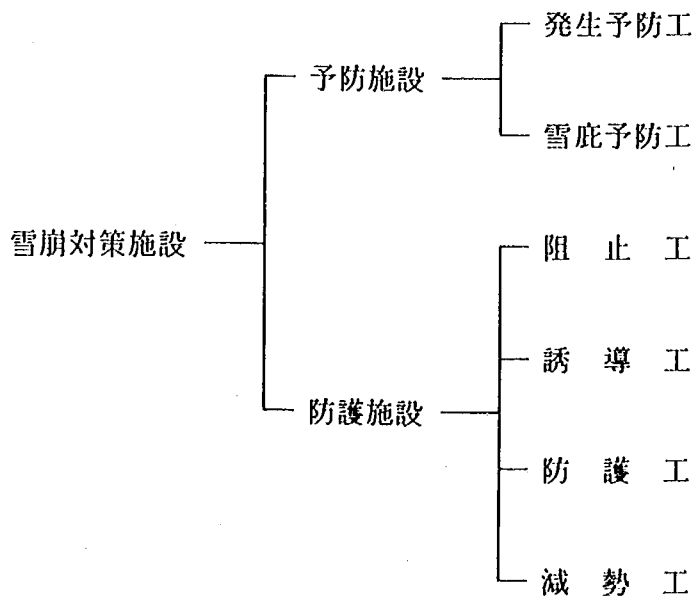 発生予防工
予防施設
雪庇予防工
雪崩対策施設
阻止工
誘導工
防護施設
防護工
減勢工